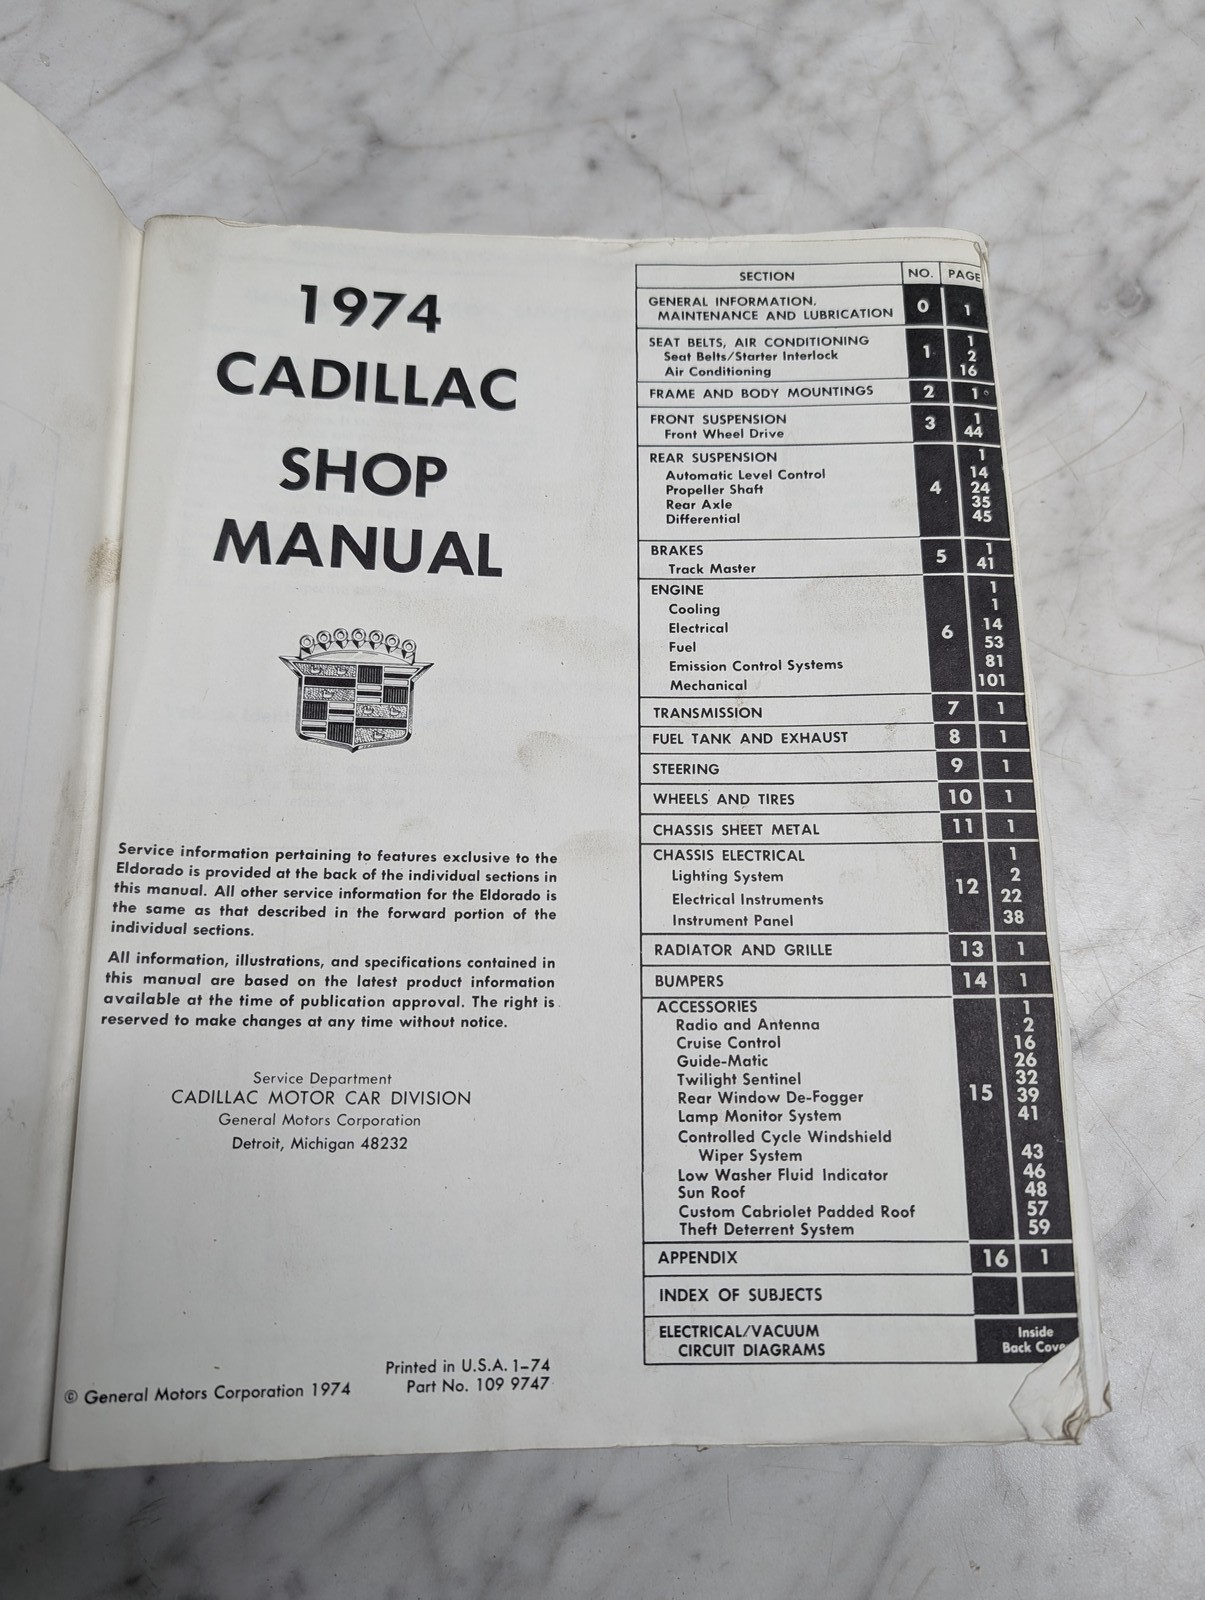 1974
CADILLAC
SHOP
MANUAL
Service information pertaining to features exclusive to the
Eldorado is provided at the back of the individual sections in
this manual. All other service information for the Eldorado is
the same as that described in the forward portion of the
individual sections.
All information, illustrations, and specifications contained in
this manual are based on the latest product information
available at the time of publication approval. The right is
reserved to make changes at any time without notice.
Service Department
CADILLAC MOTOR CAR DIVISION
General Motors Corporation
Detroit, Michigan 48232
Printed in U.S.A. 1-74
© General Motors Corporation 1974
Part No. 109 9747
SECTION NO. PAGE
GENERAL INFORMATION,
MAINTENANCE AND LUBRICATION 0 1
SEAT BELTS, AIR CONDITIONING 1 1
Seat Belts/Starter Interlock 2
Air Conditioning 16
FRAME AND BODY MOUNTINGS 2 1
FRONT SUSPENSION 3 1
Front Wheel Drive 44
REAR SUSPENSION 4 1
Automatic Level Control 14
Propeller Shaft 24
Rear Axle 35
Differential 45
BRAKES 5 1
Track Master 41
ENGINE 6 1
Cooling 1
Electrical 14
Fuel 53
Emission Control Systems 81
Mechanical 101
TRANSMISSION 7 1
FUEL TANK AND EXHAUST 8 1
STEERING 9 1
WHEELS AND TIRES 10 1
CHASSIS SHEET METAL 11 1
CHASSIS ELECTRICAL 12 1
Lighting System 2
Electrical Instruments 22
Instrument Panel 38
RADIATOR AND GRILLE 13 1
BUMPERS 14 1
ACCESSORIES 15 1
Radio and Antenna 2
Cruise Control 16
Guide-Matic 26
Twilight Sentinel 32
Rear Window De-Fogger 39
Lamp Monitor System 41
Controlled Cycle Windshield
Wiper System 43
Low Washer Fluid Indicator 46
Sun Roof 48
Custom Cabriolet Padded Roof 57
Theft Deterrent System 59
APPENDIX 16 1
INDEX OF SUBJECTS
ELECTRICAL/VACUUM Inside
CIRCUIT DIAGRAMS Back Cove